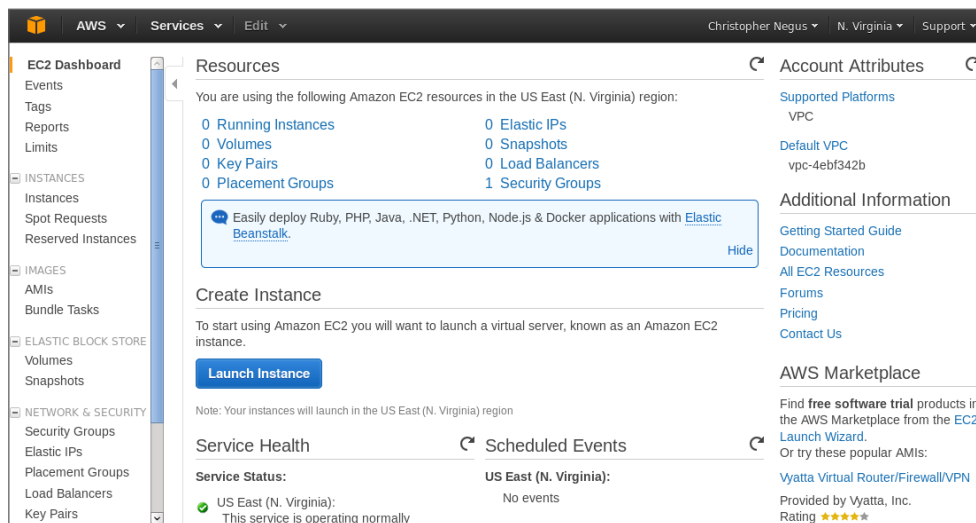 AWS Services Edit Christopher Negus N. Virginia Support
EC2 Dashboard
Events
Tags
Reports
Limits
INSTANCES
Instances
Spot Requests
Reserved Instances
IMAGES
AMIs
Bundle Tasks
ELASTIC BLOCK STORE
Volumes
Snapshots
NETWORK & SECURITY
Security Groups
Elastic IPs
Placement Groups
Load Balancers
Key Pairs
Resources
You are using the following Amazon EC2 resources in the US East (N. Virginia) region:
0 Running Instances 0 Elastic IPs
0 Volumes 0 Snapshots
0 Key Pairs 0 Load Balancers
0 Placement Groups 1 Security Groups
Easily deploy Ruby, PHP, Java, .NET, Python, Node.js & Docker applications with Elastic
Beanstalk.
Hide
Create Instance
To start using Amazon EC2 you will want to launch a virtual server, known as an Amazon EC2
instance.
Launch Instance
Note: Your instances will launch in the US East (N. Virginia) region
Service Health
Service Status:
US East (N. Virginia):
This service is operating normally
Scheduled Events
US East (N. Virginia):
No events
Account Attributes
Supported Platforms
VPC
Default VPC
vpc-4ebf342b
Additional Information
Getting Started Guide
Documentation
All EC2 Resources
Forums
Pricing
Contact Us
AWS Marketplace
Find free software trial products in
the AWS Marketplace from the EC2
Launch Wizard.
Or try these popular AMIs:
Vyatta Virtual Router/Firewall/VPN
Provided by Vyatta, Inc.
Rating